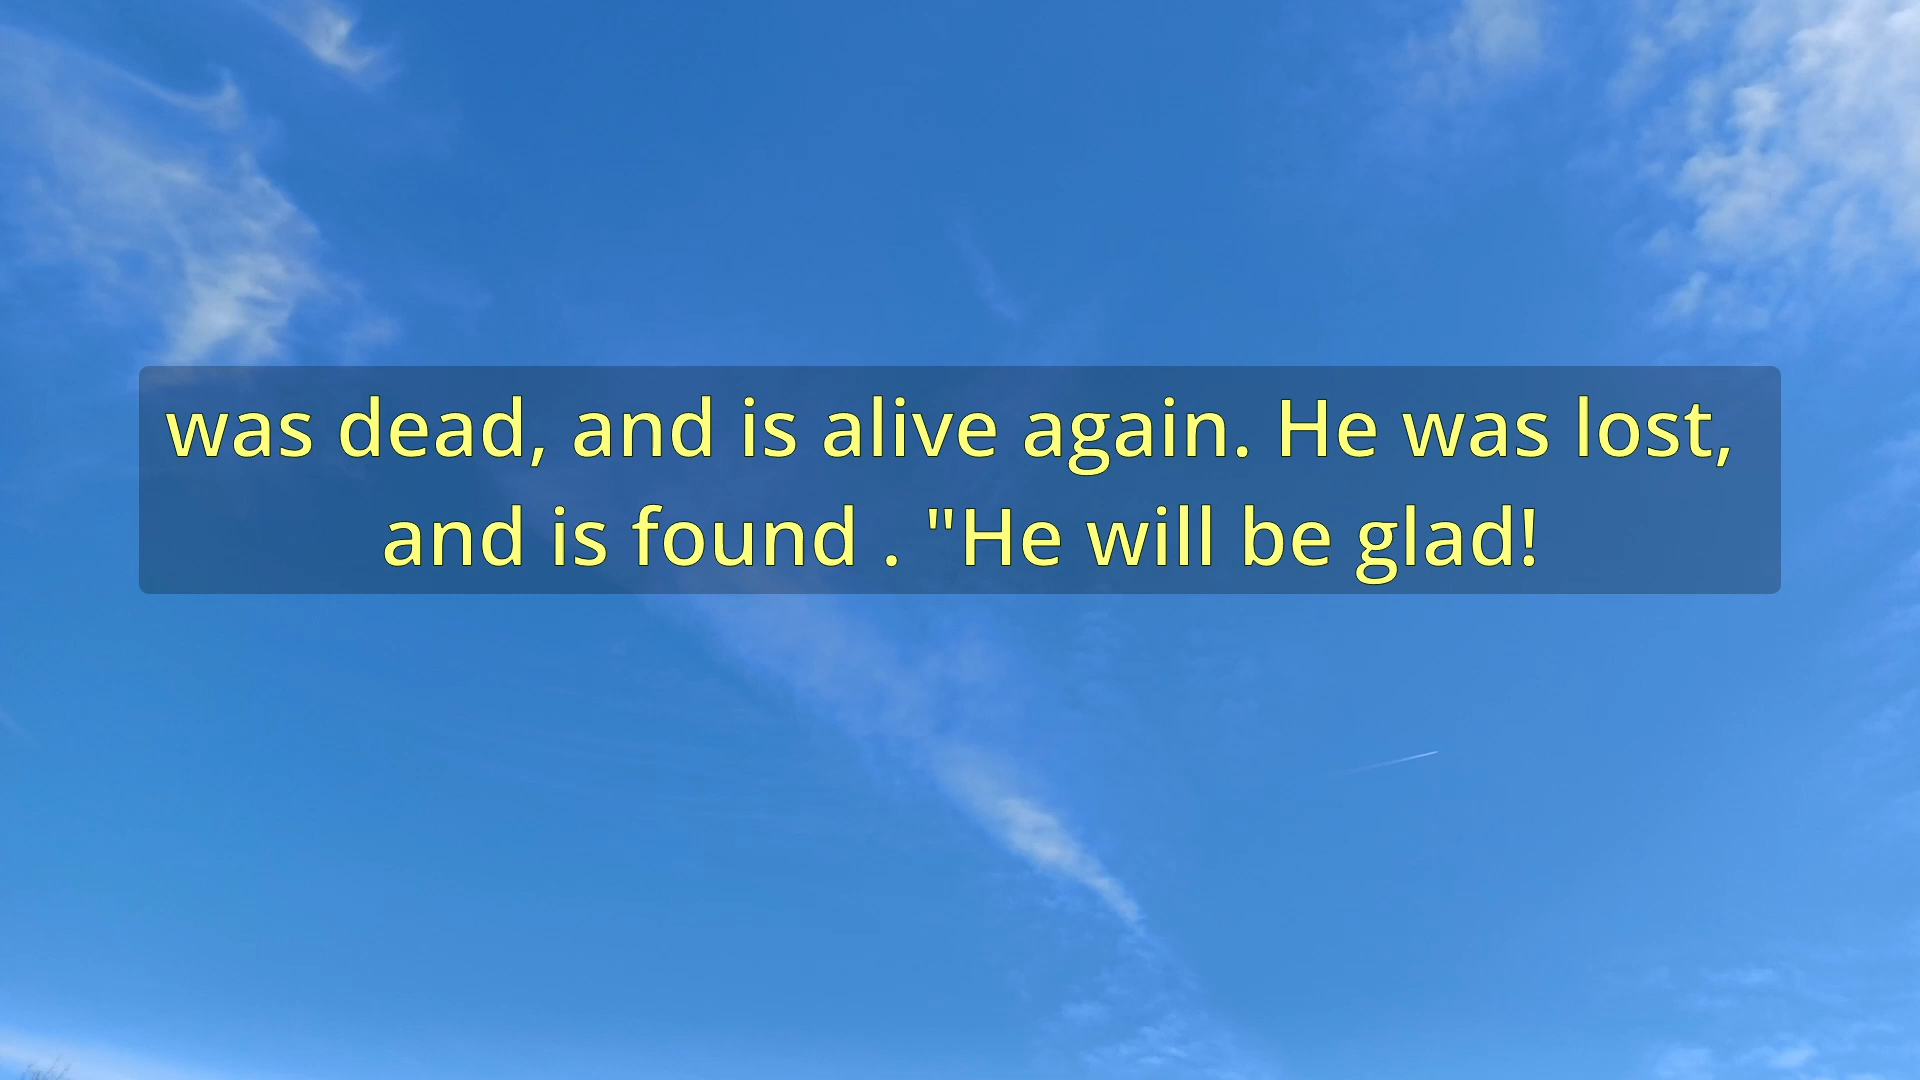 was dead, and is alive again. He was lost,
and is found . "He will be glad!